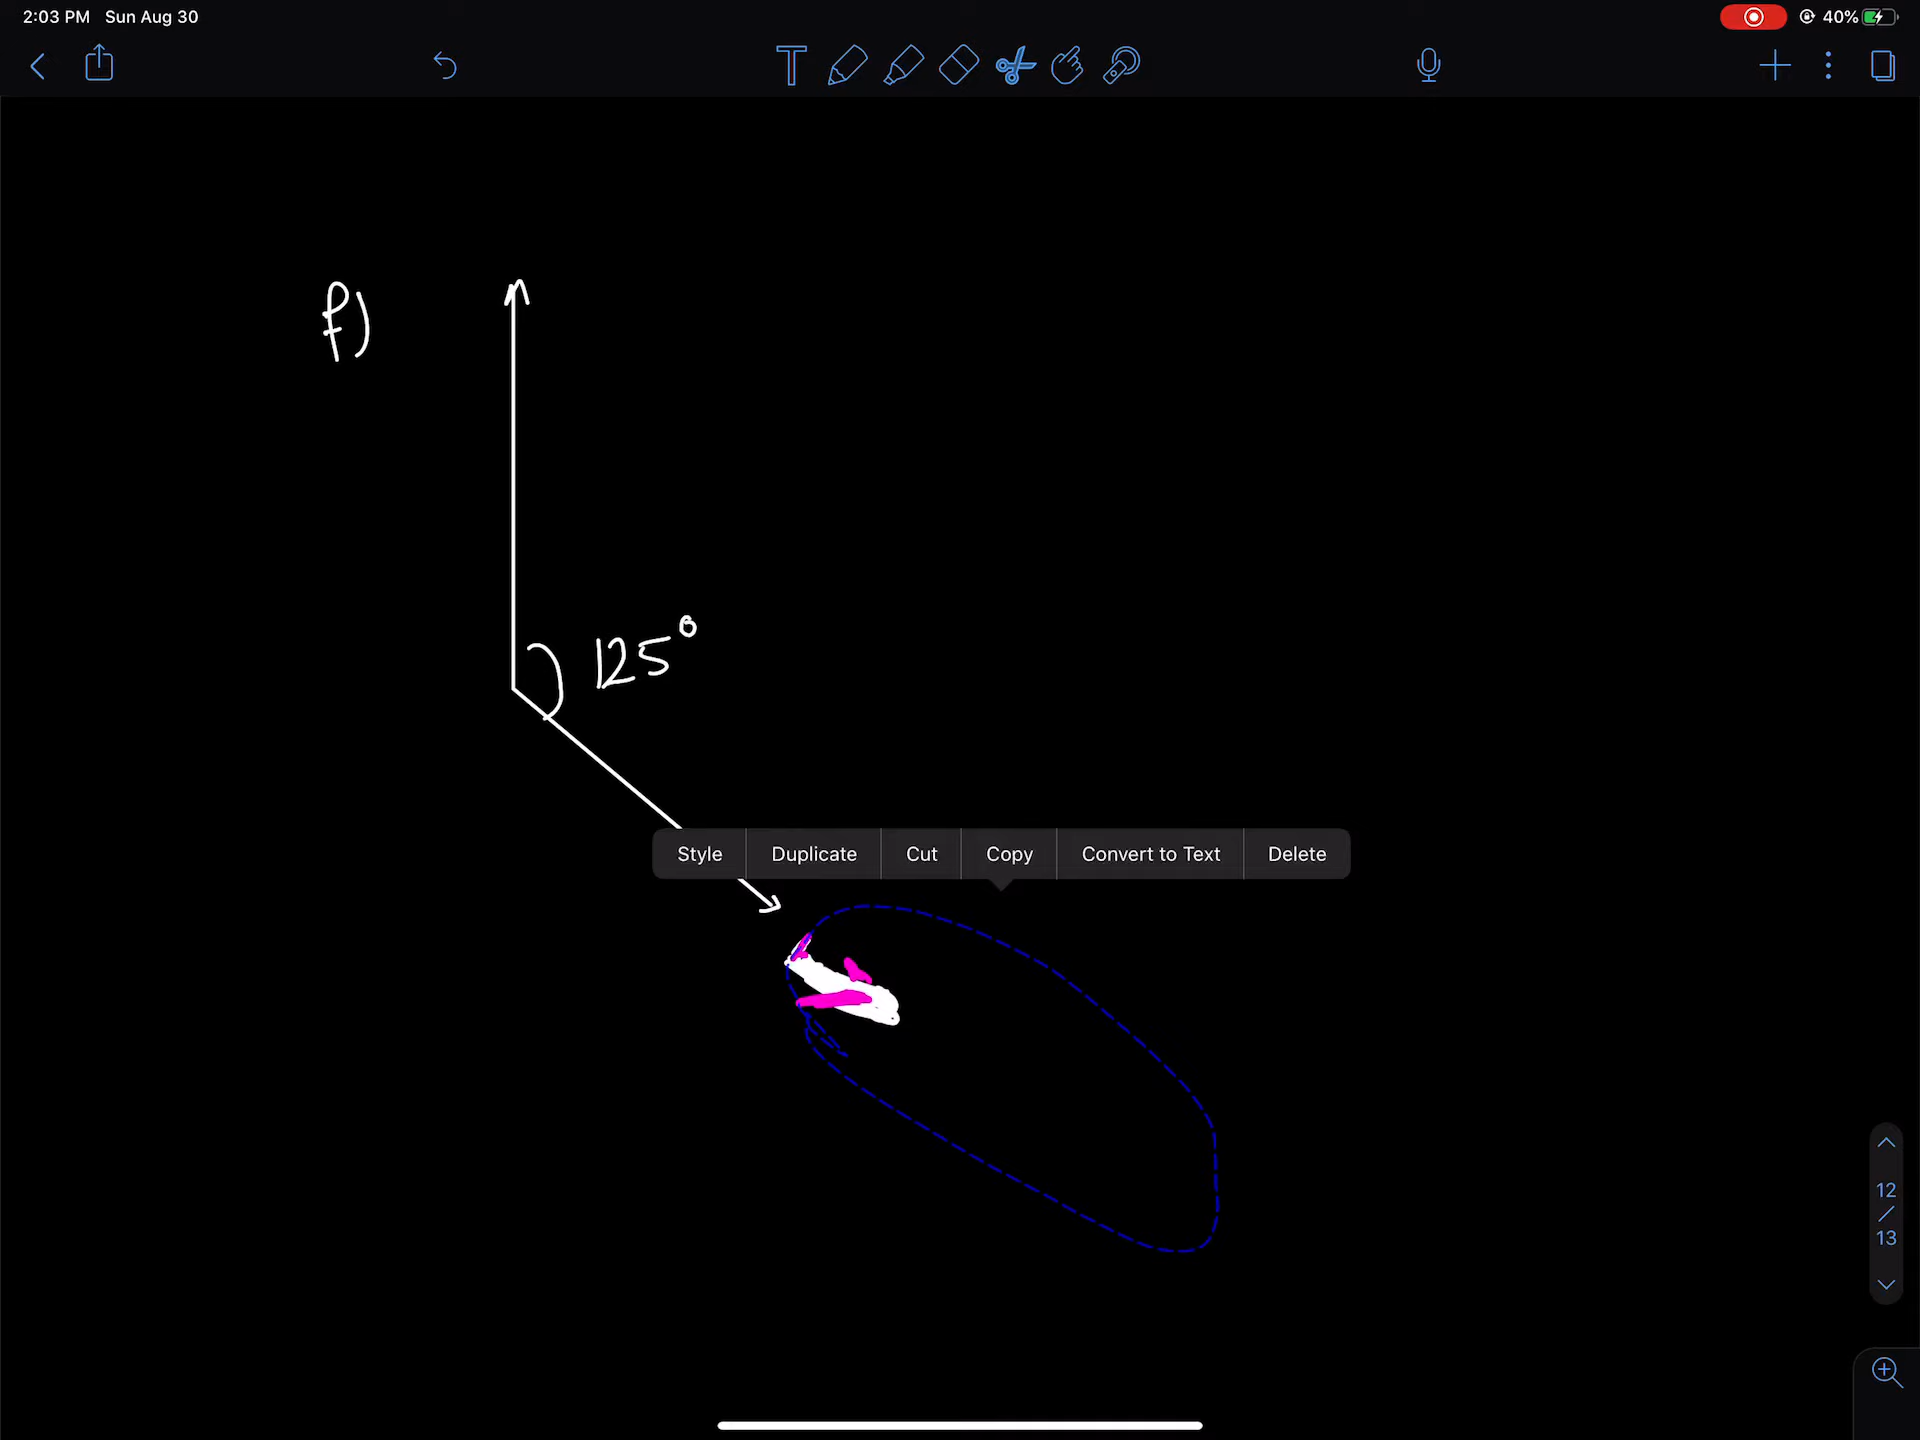 2:03 PM Sun Aug 30
40%
f)
125°
Style Duplicate Cut Copy Convert to Text Delete
12
/
13